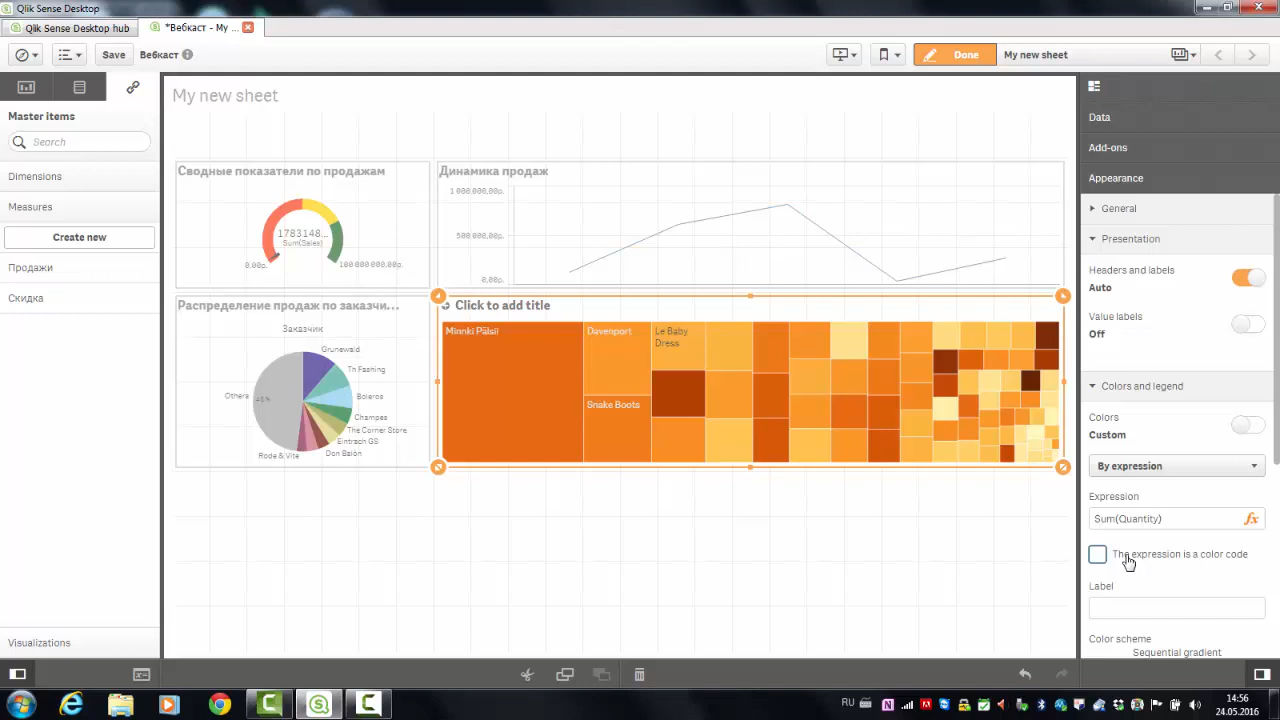 Qlik Sense Desktop
Qlik Sense Desktop hub
*Вебкаст - My ...
Save
Вебкаст
Done
My new sheet
Master items
Search
Dimensions
Measures
Create new
Продажи
Скидка
Visualizations
My new sheet
Сводные показатели по продажам
1783148...
Sum(Sales)
0.00р.
100 000 000,00р.
Динамика продаж
1 000 000,00р.
500 000,00р.
0,00р.
Распределение продаж по заказчи...
Заказчик
Grunewald
Th Fashing
Boleros
Champes
The Corner Store
Eintrach GS
Don Balón
Rode & Vite
Others
46%
Click to add title
Minnki Pälsii
Davenport
Le Baby
Dress
Snake Boots
Data
Add-ons
Appearance
General
Presentation
Headers and labels
Auto
Value labels
Off
Colors and legend
Colors
Custom
By expression
Expression
Sum(Quantity)
fx
The expression is a color code
Label
Color scheme
Sequential gradient
RU
14:56
24.05.2016